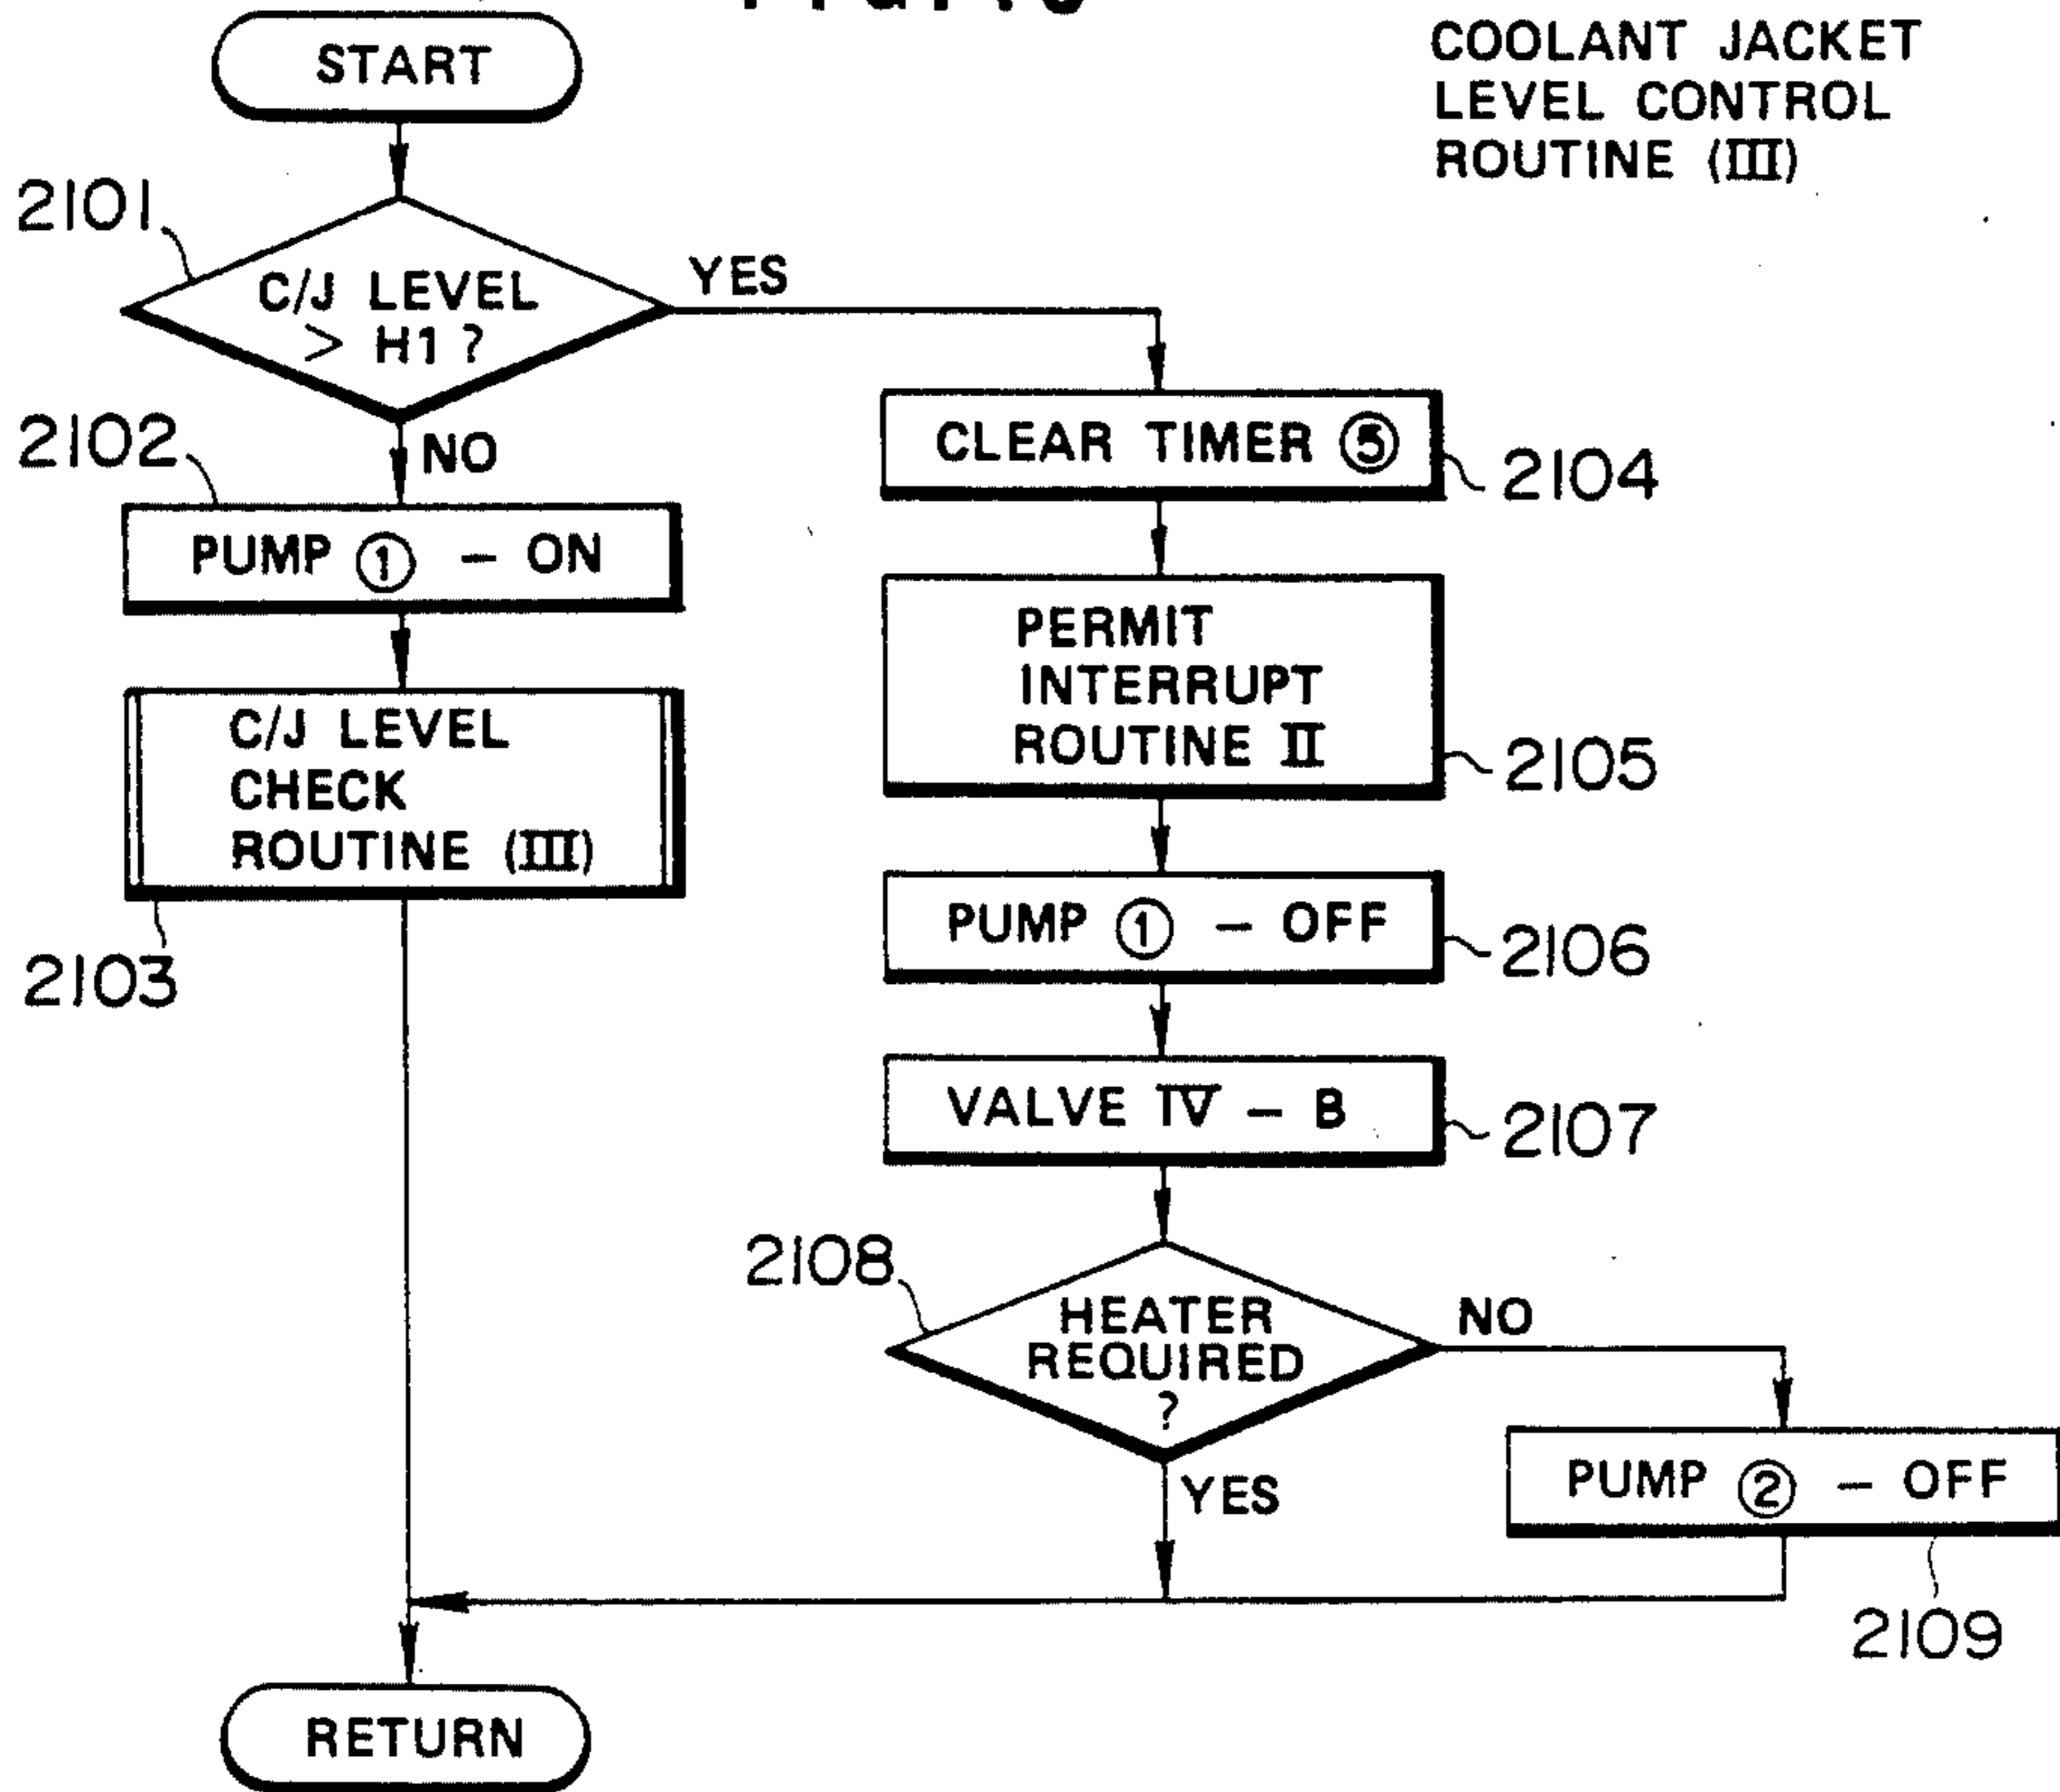 COOLANT JACKET
LEVEL CONTROL
ROUTINE (III)
START
2101
C/J LEVEL
> H1 ?
YES
NO
2102
PUMP ① – ON
C/J LEVEL
CHECK
ROUTINE (III)
2103
CLEAR TIMER ⑤
2104
PERMIT
INTERRUPT
ROUTINE II
2105
PUMP ① – OFF
2106
VALVE IV – B
2107
2108
HEATER
REQUIRED
?
NO
YES
PUMP ② – OFF
2109
RETURN